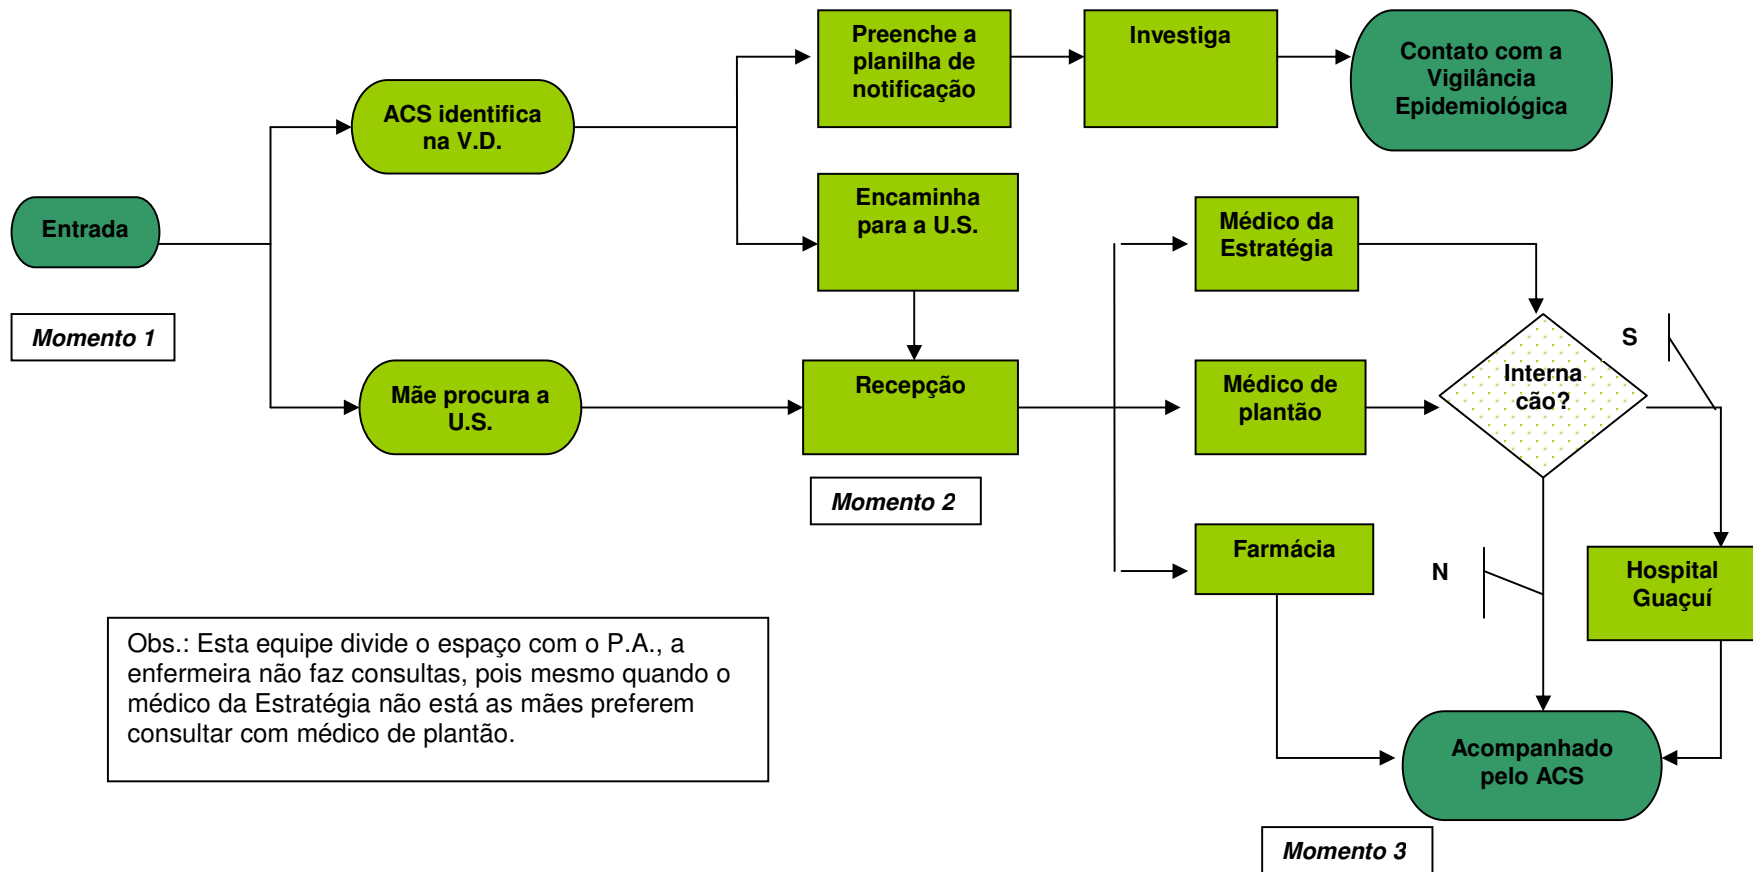 Preenche a
planilha de
notificação
Investiga
Contato com a
Vigilância
Epidemiológica
ACS identifica
na V.D.
Encaminha
para a U.S.
Médico da
Estratégia
Entrada
Momento 1
S
Interna
cão?
Mãe procura a
U.S.
Recepção
Médico de
plantão
Momento 2
Farmácia
N
Hospital
Guaçuí
Obs.: Esta equipe divide o espaço com o P.A., a
enfermeira não faz consultas, pois mesmo quando o
médico da Estratégia não está as mães preferem
consultar com médico de plantão.
Acompanhado
pelo ACS
Momento 3